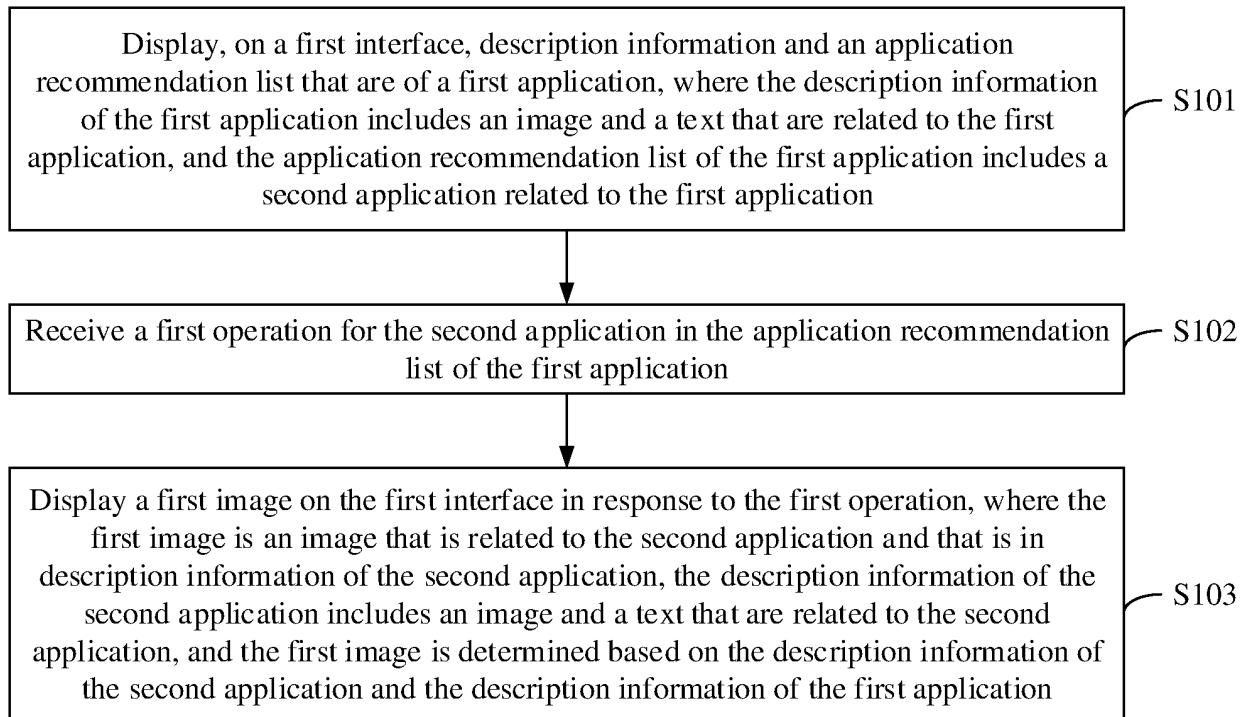 Display, on a first interface, description information and an application
recommendation list that are of a first application, where the description
information of the first application includes an image and a text that are related to the first
application, and the application recommendation list of the first application includes a
second application related to the first application
S101
Receive a first operation for the second application in the application recommendation
list of the first application
S102
Display a first image on the first interface in response to the first operation, where the
first image is an image that is related to the second application and that is in
description information of the second application, the description information of the
second application includes an image and a text that are related to the second
application, and the first image is determined based on the description information of
the second application and the description information of the first application
S103